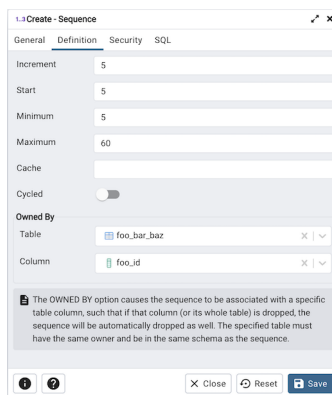 1..3 Create - Sequence
General Definition Security SQL
Increment 5
Start 5
Minimum 5
Maximum 60
Cache
Cycled
Owned By
Table foo_bar_baz
Column foo_id
The OWNED BY option causes the sequence to be associated with a specific
table column, such that if that column (or its whole table) is dropped, the
sequence will be automatically dropped as well. The specified table must
have the same owner and be in the same schema as the sequence.
Close Reset Save